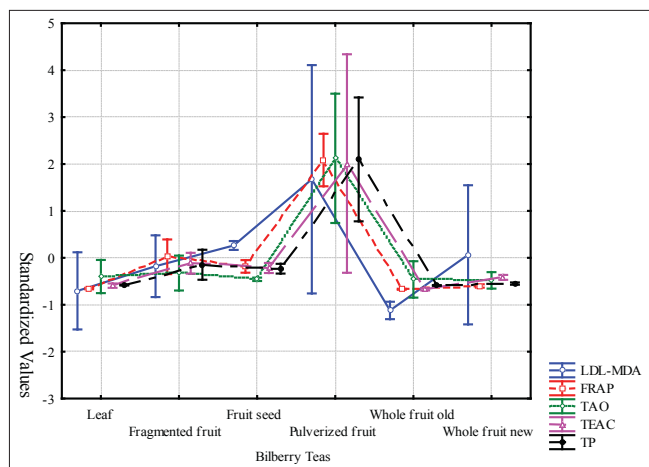 5
4
3
2
1
0
-1
-2
-3
Standardized Values
Leaf
Fragmented fruit
Fruit seed
Pulverized fruit
Whole fruit old
Whole fruit new
Bilberry Teas
LDL-MDA
FRAP
TAO
TEAC
TP